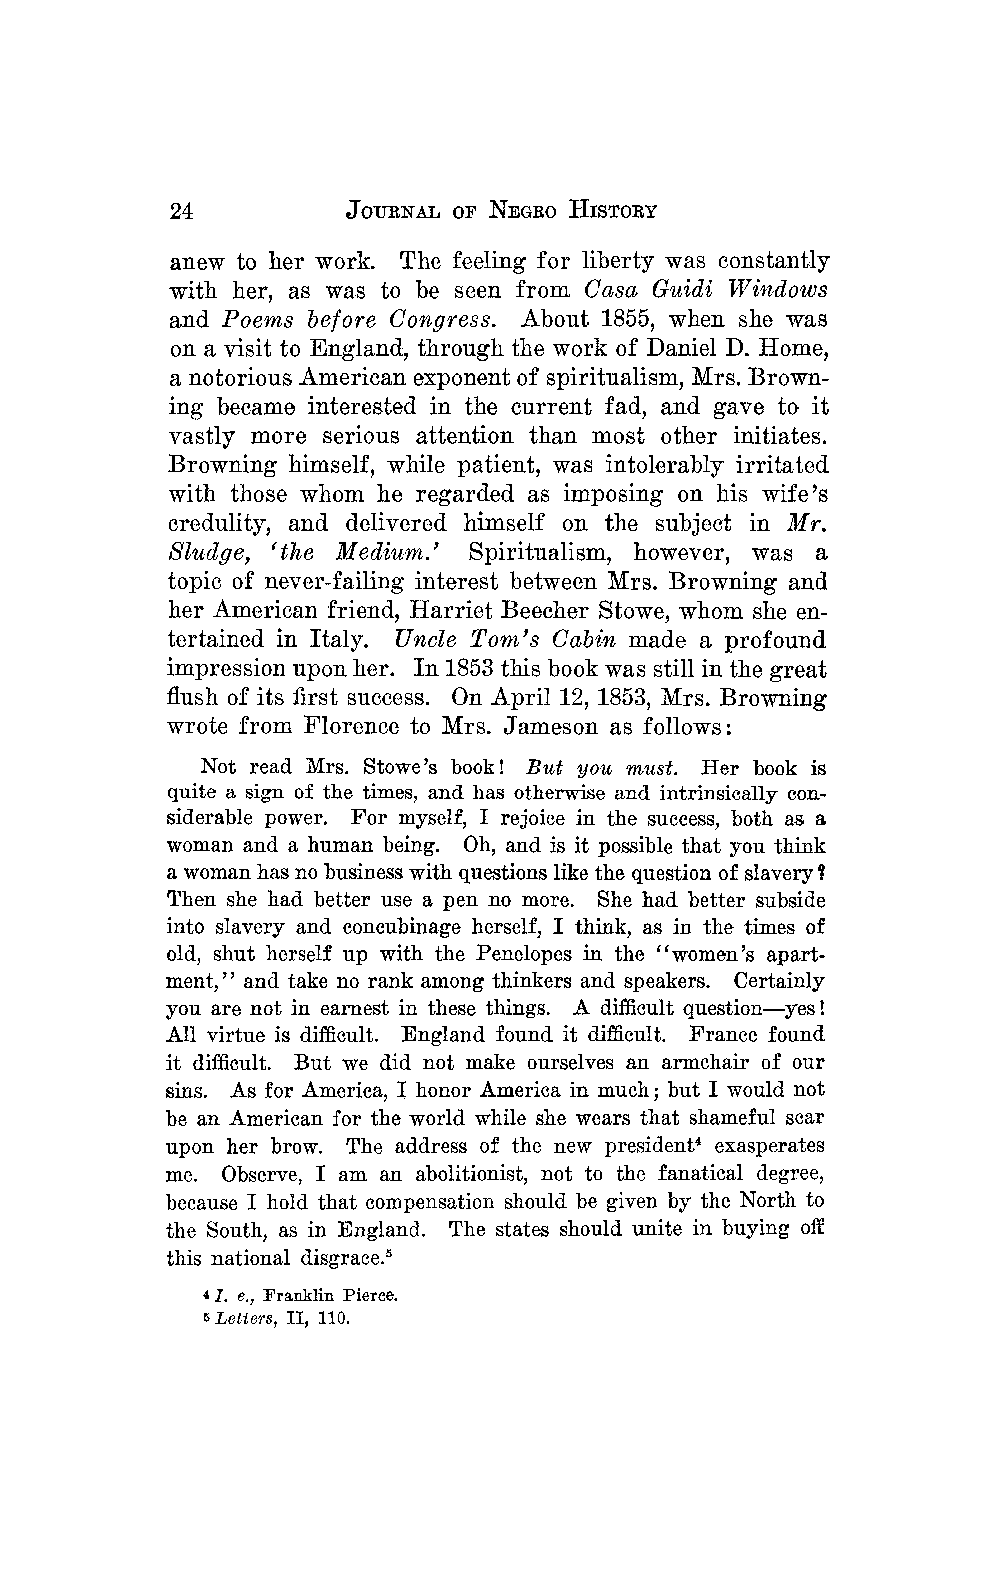 24 JOURNAL OF NEGRO HISTORY
anew to her work. The feeling for liberty was constantly
with her, as was to be seen from Casa Guidi Windows
and Poems before Congress. About 1855, when she was
on a visit to England, through the work of Daniel D. Home,
a notorious American exponent of spiritualism, Mrs. Brown-
ing became interested in the current fad, and gave to it
vastly more serious attention than most other initiates.
Browning himself, while patient, was intolerably irritated
with those whom he regarded as imposing on his wife's
credulity, and delivered himself on the subject in Mr.
Sludge, 'the Medium.' Spiritualism, however, was a
topic of never-failing interest between Mrs. Browning and
her American friend, Harriet Beecher Stowe, whom she en-
tertained in Italy. Uncle Tom's Cabin made a profound
impression upon her. In 1853 this book was still in the great
flush of its first success. On April 12, 1853, Mrs. Browning
wrote from Florence to Mrs. Jameson as follows:
Not read Mrs. Stowe's book! But you must. Her book is
quite a sign of the times, and has otherwise and intrinsically con-
siderable power. For myself, I rejoice in the success, both as a
woman and a human being. Oh, and is it possible that you think
a woman has no business with questions like the question of slavery?
Then she had better use a pen no more. She had better subside
into slavery and concubinage herself, I think, as in the times of
old, shut herself up with the Penelopes in the "women's apart-
ment," and take no rank among thinkers and speakers. Certainly
you are not in earnest in these things. A difficult question—yes!
All virtue is difficult. England found it difficult. France found
it difficult. But we did not make ourselves an armchair of our
sins. As for America, I honor America in much; but I would not
be an American for the world while she wears that shameful scar
upon her brow. The address of the new president⁴ exasperates
me. Observe, I am an abolitionist, not to the fanatical degree,
because I hold that compensation should be given by the North to
the South, as in England. The states should unite in buying off
this national disgrace.⁵
⁴ I. e., Franklin Pierce.
⁵ Letters, II, 110.